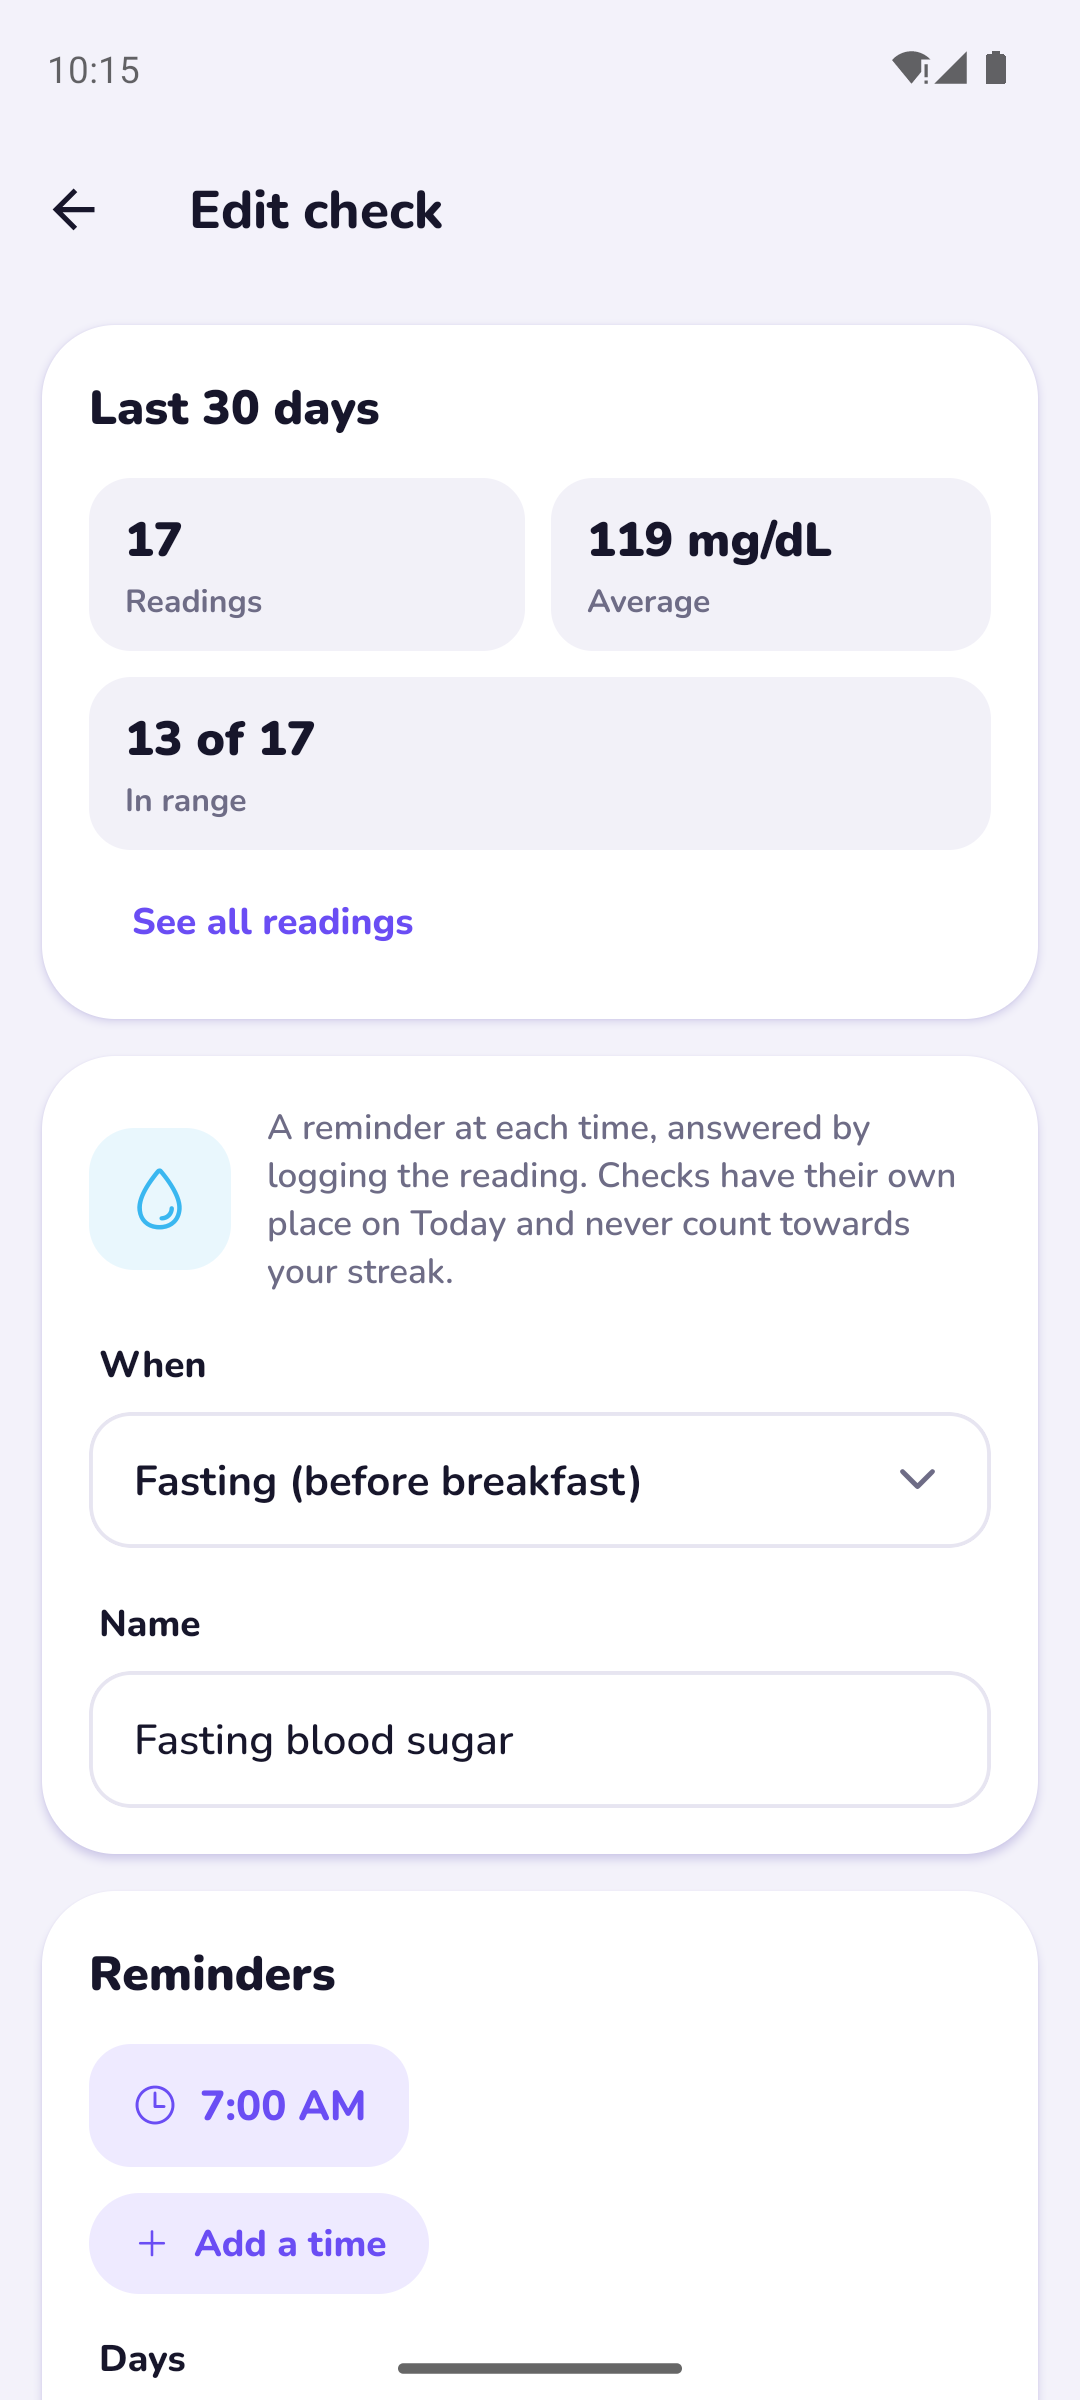 10:15
Edit check
Last 30 days
17
Readings
119 mg/dL
Average
13 of 17
In range
See all readings
A reminder at each time, answered by
logging the reading. Checks have their own
place on Today and never count towards
your streak.
When
Fasting (before breakfast)
Name
Fasting blood sugar
Reminders
7:00 AM
Add a time
Days